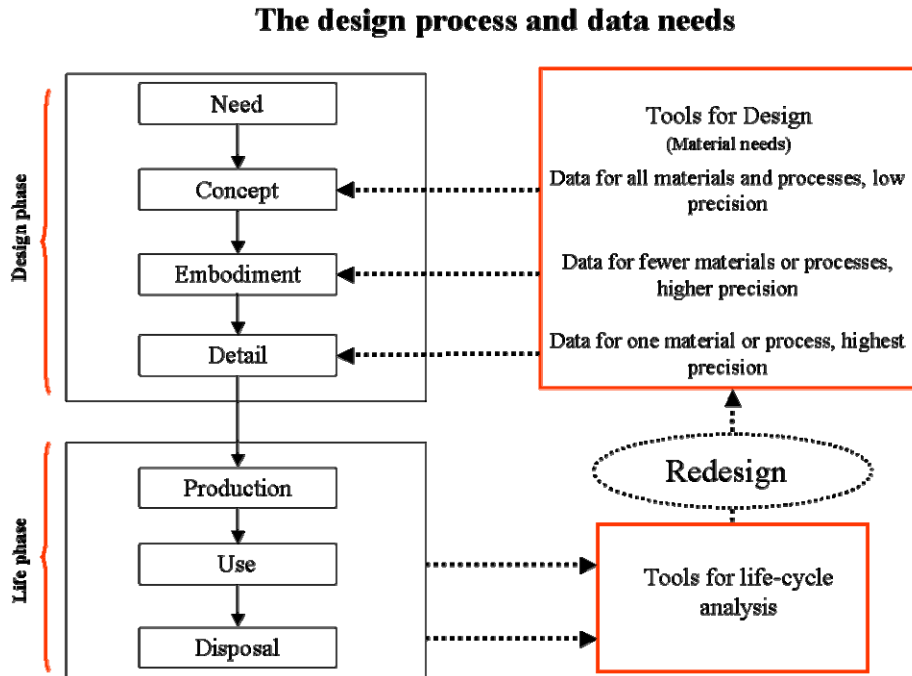 The design process and data needs
Design phase
Need
Concept
Embodiment
Detail
Tools for Design
(Material needs)
Data for all materials and processes, low
precision
Data for fewer materials or processes,
higher precision
Data for one material or process, highest
precision
Life phase
Production
Use
Disposal
Redesign
Tools for life-cycle
analysis